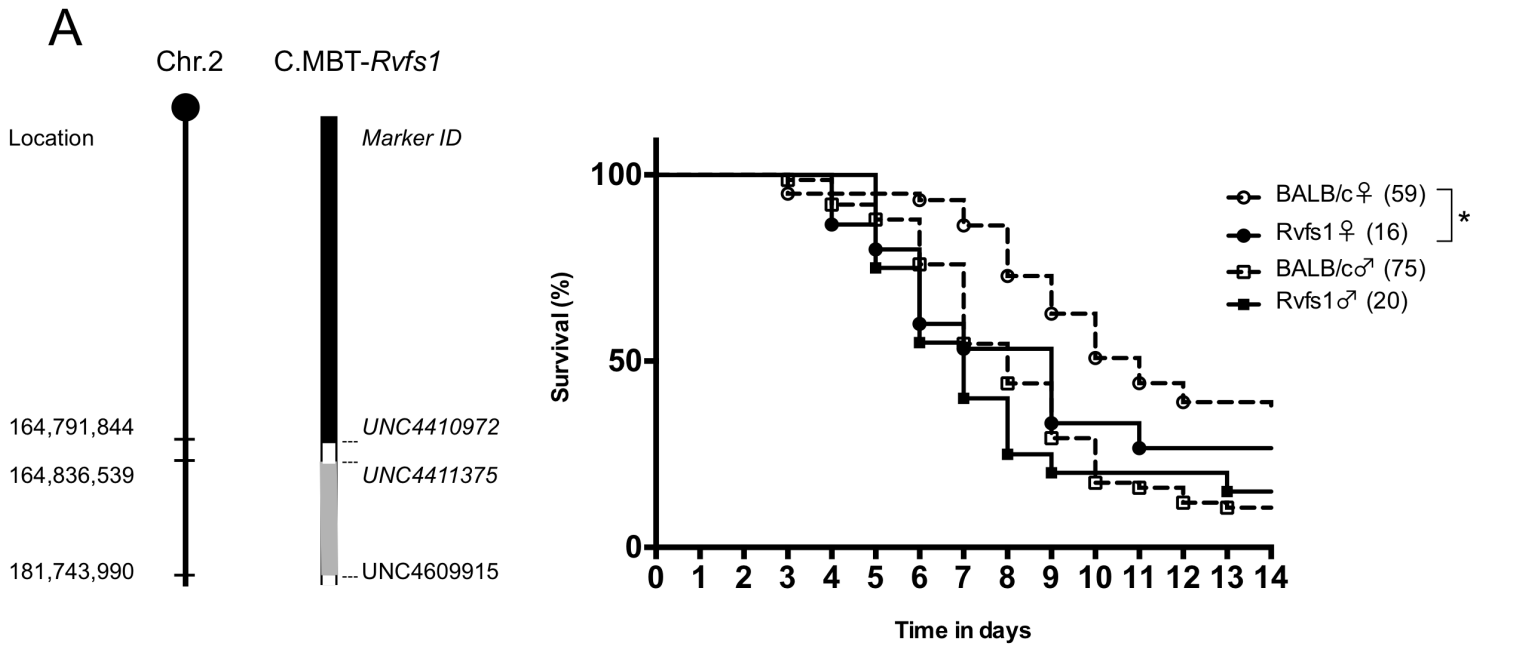 A
Chr.2
C.MBT-Rvfs1
Location
Marker ID
164,791,844
UNC4410972
164,836,539
UNC4411375
181,743,990
UNC4609915
Survival (%)
100
50
0
0 1 2 3 4 5 6 7 8 9 10 11 12 13 14
Time in days
BALB/c♀ (59)
Rvfs1♀ (16)
*
BALB/c♂ (75)
Rvfs1♂ (20)